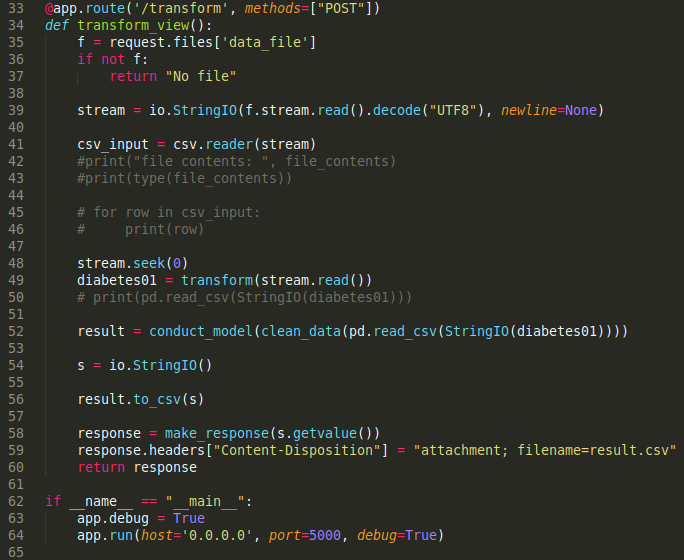 33 @app.route('/transform', methods=["POST"])
34 def transform_view():
35     f = request.files['data_file']
36     if not f:
37         return "No file"
38
39     stream = io.StringIO(f.stream.read().decode("UTF8"), newline=None)
40
41     csv_input = csv.reader(stream)
42     #print("file contents: ", file_contents)
43     #print(type(file_contents))
44
45     # for row in csv_input:
46     #     print(row)
47
48     stream.seek(0)
49     diabetes01 = transform(stream.read())
50     # print(pd.read_csv(StringIO(diabetes01)))
51
52     result = conduct_model(clean_data(pd.read_csv(StringIO(diabetes01))))
53
54     s = io.StringIO()
55
56     result.to_csv(s)
57
58     response = make_response(s.getvalue())
59     response.headers["Content-Disposition"] = "attachment; filename=result.csv"
60     return response
61
62 if __name__ == "__main__":
63     app.debug = True
64     app.run(host='0.0.0.0', port=5000, debug=True)
65